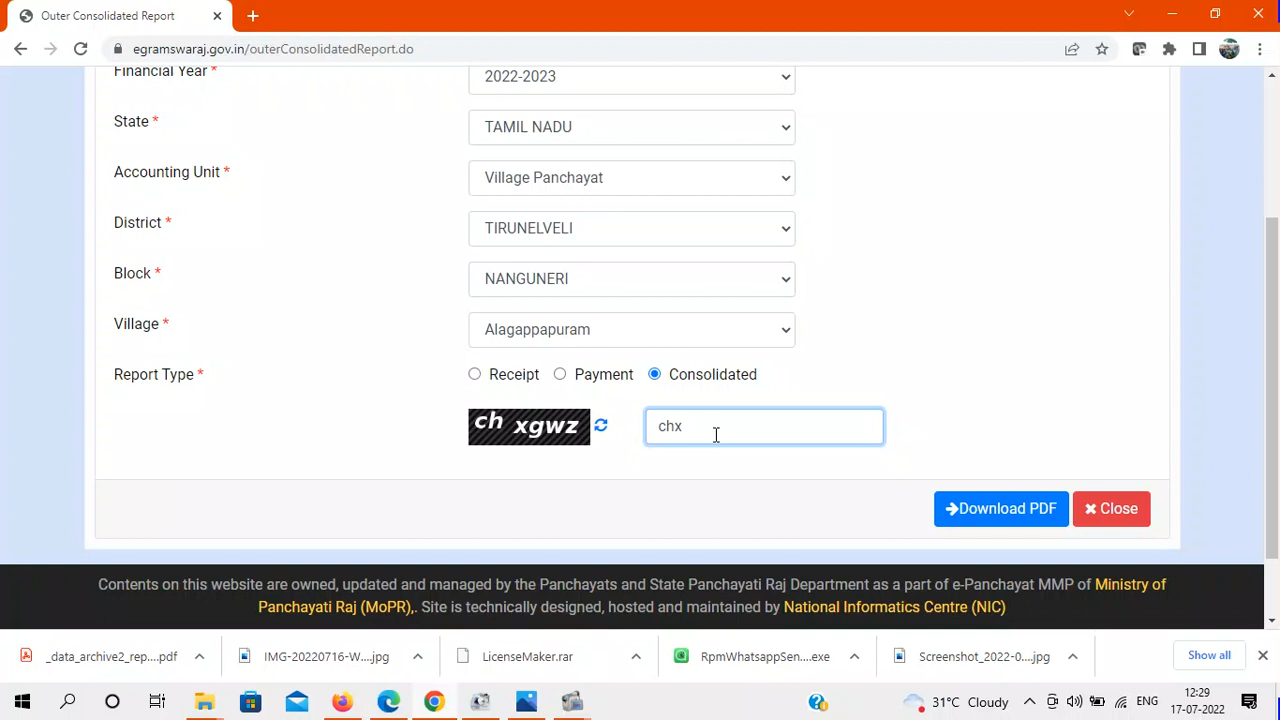 Outer Consolidated Report
egramswaraj.gov.in/outerConsolidatedReport.do
Financial Year * 2022-2023
State * TAMIL NADU
Accounting Unit * Village Panchayat
District * TIRUNELVELI
Block * NANGUNERI
Village * Alagappapuram
Report Type * Receipt Payment Consolidated
ch xgwz chx
Download PDF Close
Contents on this website are owned, updated and managed by the Panchayats and State Panchayati Raj Department as a part of e-Panchayat MMP of Ministry of
Panchayati Raj (MoPR),. Site is technically designed, hosted and maintained by National Informatics Centre (NIC)
_data_archive2_rep....pdf IMG-20220716-W....jpg LicenseMaker.rar RpmWhatsappSen....exe Screenshot_2022-0....jpg Show all
31°C Cloudy ENG 12:29
17-07-2022